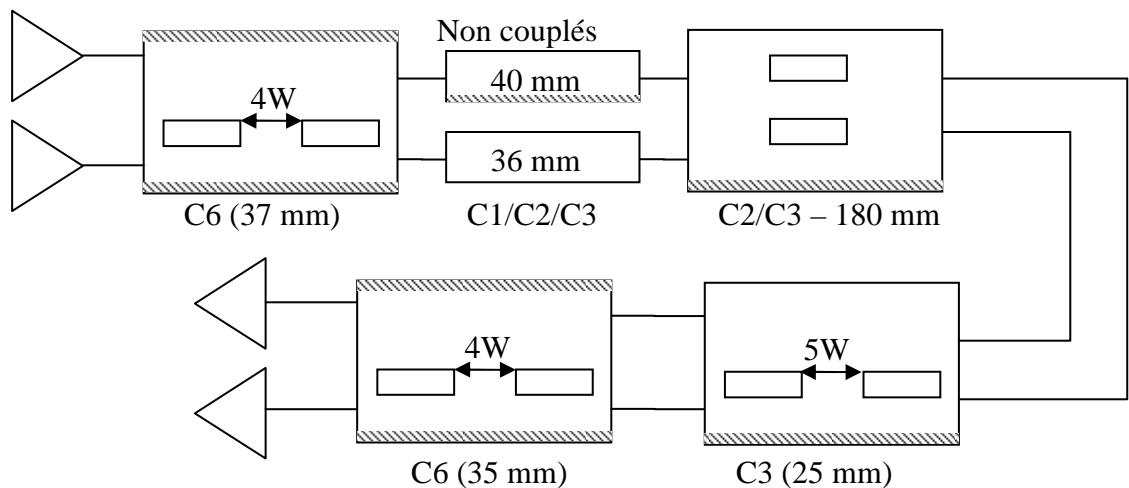 Non couplés
40 mm
4W
36 mm
C6 (37 mm)
C1/C2/C3
C2/C3 – 180 mm
4W
5W
C6 (35 mm)
C3 (25 mm)